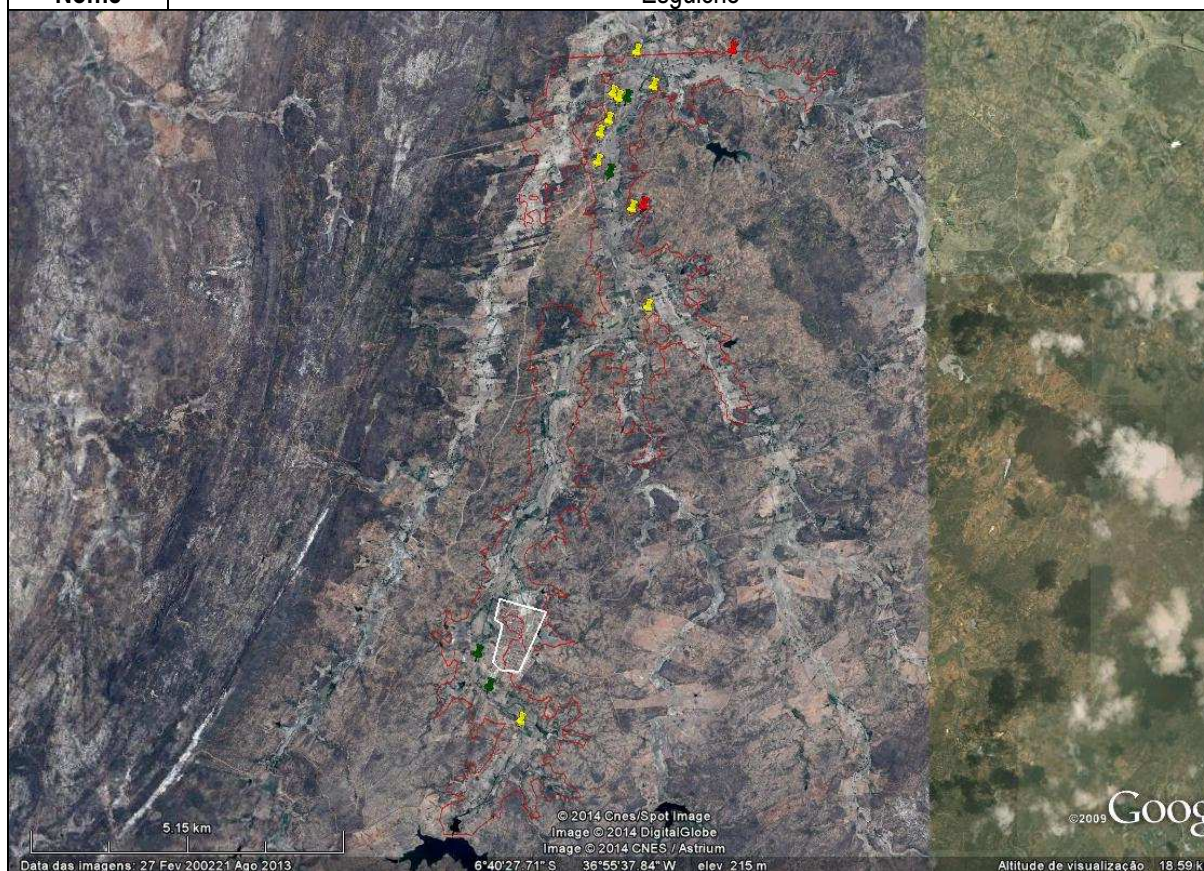 Nome Esguicho
© 2014 Cnes/Spot Image
Image © 2014 DigitalGlobe
Image © 2014 CNES / Astrium
©2009 Goog
5.15 km
Data das imagens: 27 Fev 200221 Ago 2013 6°40'27.71" S 36°55'37.84" W elev 215 m Altitude de visualização 18.59 k